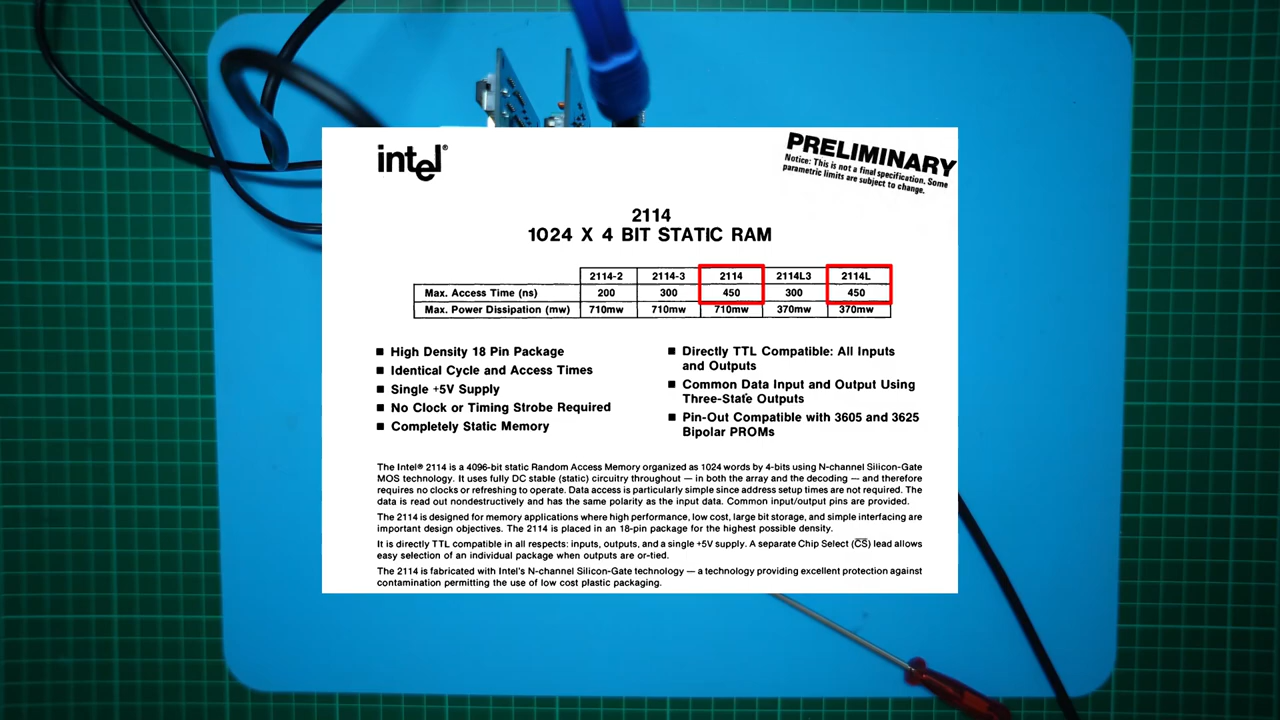 intel®
PRELIMINARY
Notice: This is not a final specification. Some
parametric limits are subject to change.
2114
1024 X 4 BIT STATIC RAM
2114-2 2114-3 2114 2114L3 2114L
Max. Access Time (ns) 200 300 450 300 450
Max. Power Dissipation (mw) 710mw 710mw 710mw 370mw 370mw
■ High Density 18 Pin Package
■ Identical Cycle and Access Times
■ Single +5V Supply
■ No Clock or Timing Strobe Required
■ Completely Static Memory
■ Directly TTL Compatible: All Inputs
and Outputs
■ Common Data Input and Output Using
Three-State Outputs
■ Pin-Out Compatible with 3605 and 3625
Bipolar PROMs
The Intel® 2114 is a 4096-bit static Random Access Memory organized as 1024 words by 4-bits using N-channel Silicon-Gate
MOS technology. It uses fully DC stable (static) circuitry throughout — in both the array and the decoding — and therefore
requires no clocks or refreshing to operate. Data access is particularly simple since address setup times are not required. The
data is read out nondestructively and has the same polarity as the input data. Common input/output pins are provided.
The 2114 is designed for memory applications where high performance, low cost, large bit storage, and simple interfacing are
important design objectives. The 2114 is placed in an 18-pin package for the highest possible density.
It is directly TTL compatible in all respects: inputs, outputs, and a single +5V supply. A separate Chip Select (C̅S̅) lead allows
easy selection of an individual package when outputs are or-tied.
The 2114 is fabricated with Intel's N-channel Silicon-Gate technology — a technology providing excellent protection against
contamination permitting the use of low cost plastic packaging.